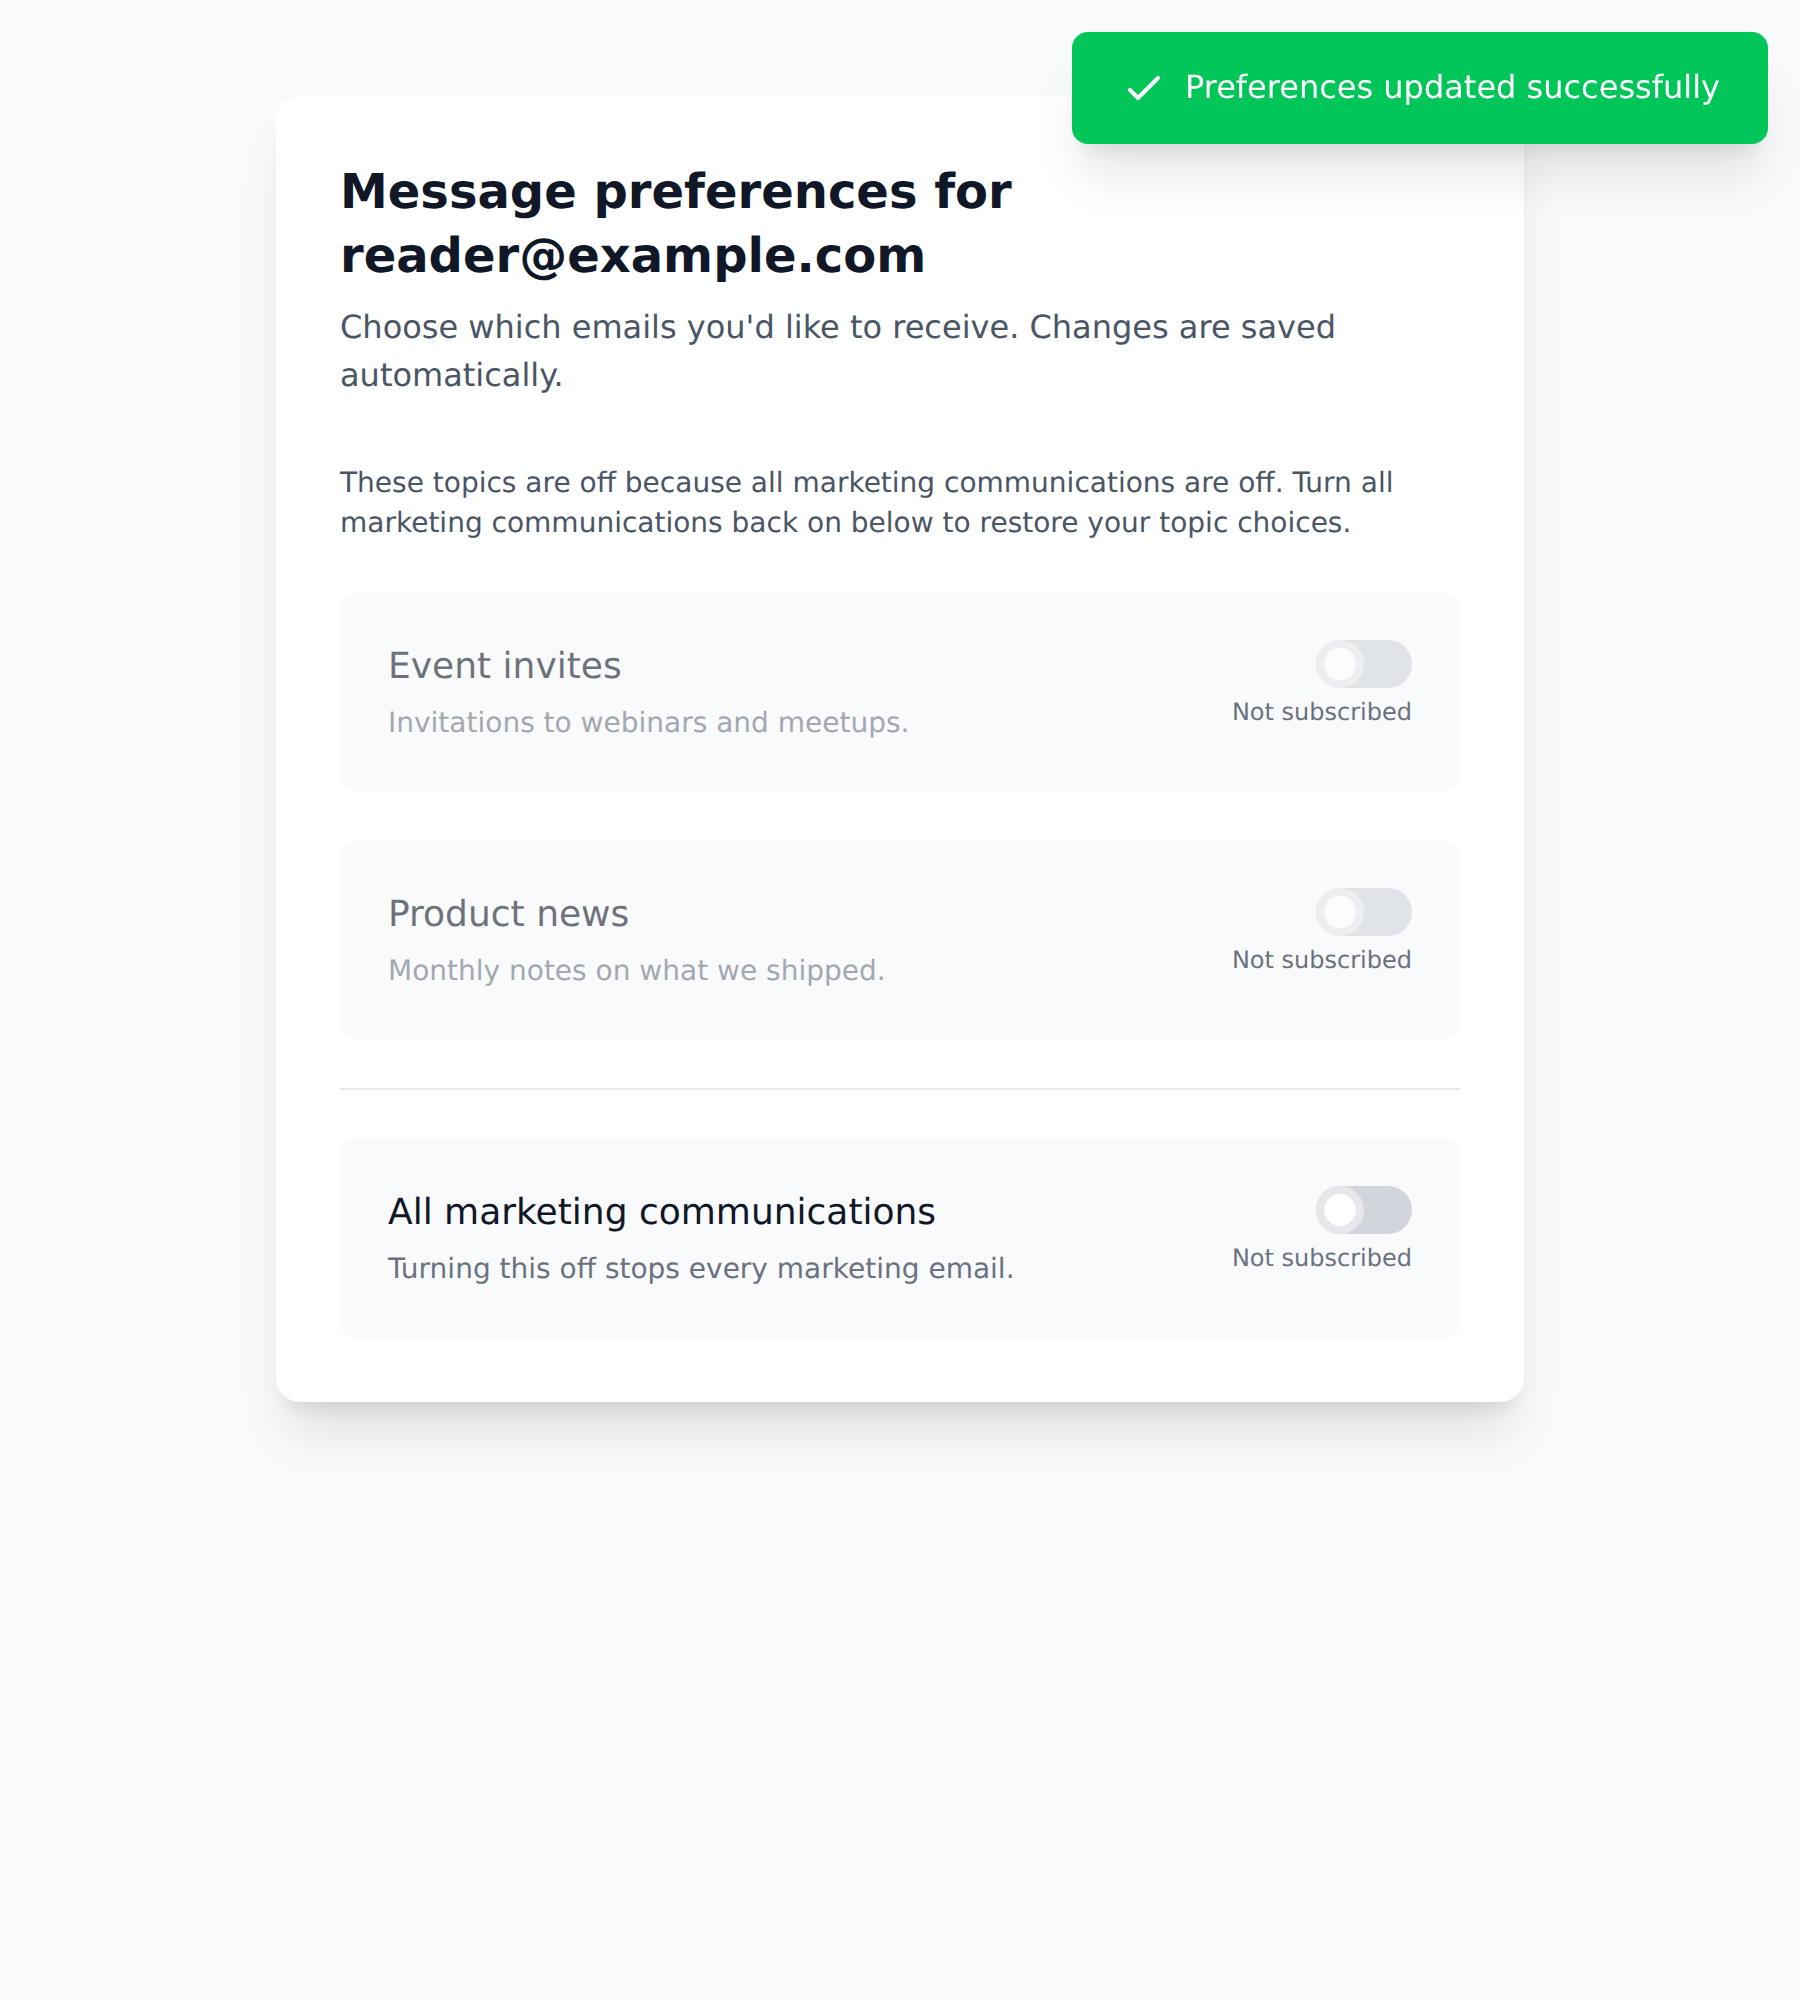 Preferences updated successfully
Message preferences for
reader@example.com
Choose which emails you'd like to receive. Changes are saved
automatically.
These topics are off because all marketing communications are off. Turn all
marketing communications back on below to restore your topic choices.
Event invites
Invitations to webinars and meetups.
Not subscribed
Product news
Monthly notes on what we shipped.
Not subscribed
All marketing communications
Turning this off stops every marketing email.
Not subscribed